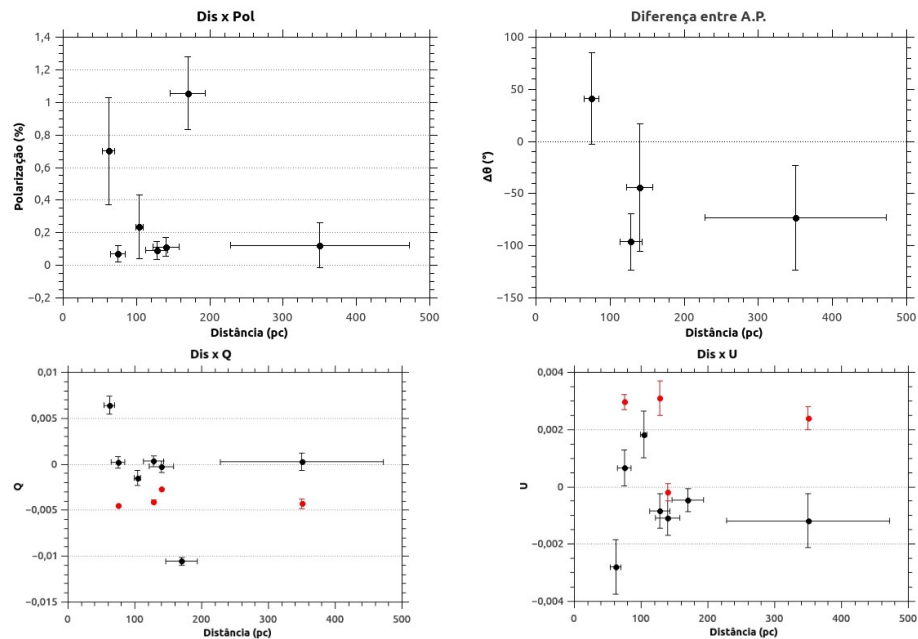 Dis x Pol
1,4
1,2
1
0,8
0,6
0,4
0,2
0
−0,2
Polarização (%)
0 100 200 300 400 500
Distância (pc)
Diferença entre A.P.
100
50
0
−50
−100
−150
Δθ (°)
0 100 200 300 400 500
Distância (pc)
Dis x Q
0,01
0,005
0
−0,005
−0,01
−0,015
Q
0 100 200 300 400 500
Distância (pc)
Dis x U
0,004
0,002
0
−0,002
−0,004
U
0 100 200 300 400 500
Distância (pc)